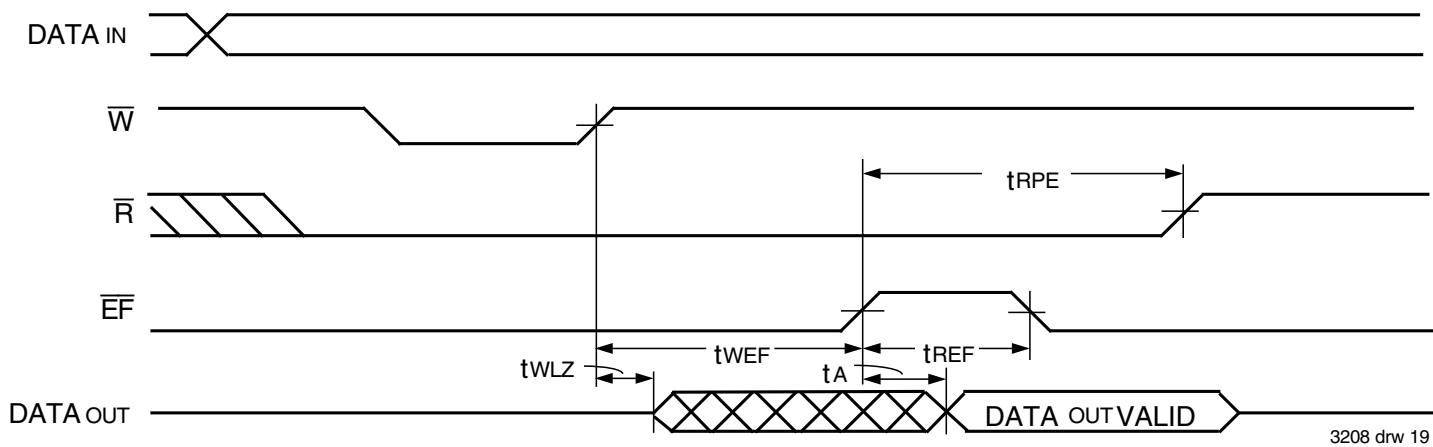 DATA IN
W
tRPE
R
EF
tWEF
tREF
tWLZ
tA
DATA OUT
DATA OUT VALID
3208 drw 19